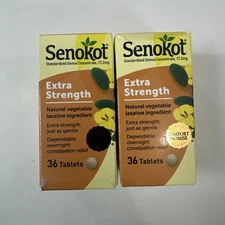 Senokot
Standardized Senna Concentrate, 17.2mg
Extra
Strength
Natural vegetable
laxative ingredient
Extra strength,
just as gentle
Dependable
overnight
constipation relief
36 Tablets
Senokot
Standardized Senna Concentrate, 17.2mg
Extra
Strength
Natural vegetable
laxative ingredient
Extra strength,
just as gentle
Dependable
overnight
constipation relief
36 Tablets
COMFORT
PROMISE